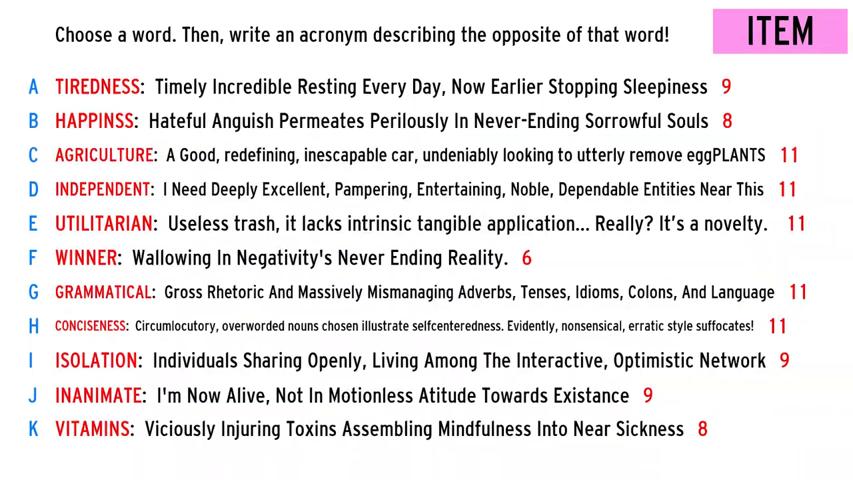 Choose a word. Then, write an acronym describing the opposite of that word!
ITEM
A TIREDNESS: Timely Incredible Resting Every Day, Now Earlier Stopping Sleepiness 9
B HAPPINSS: Hateful Anguish Permeates Perilously In Never-Ending Sorrowful Souls 8
C AGRICULTURE: A Good, redefining, inescapable car, undeniably looking to utterly remove eggPLANTS 11
D INDEPENDENT: I Need Deeply Excellent, Pampering, Entertaining, Noble, Dependable Entities Near This 11
E UTILITARIAN: Useless trash, it lacks intrinsic tangible application... Really? It's a novelty. 11
F WINNER: Wallowing In Negativity's Never Ending Reality. 6
G GRAMMATICAL: Gross Rhetoric And Massively Mismanaging Adverbs, Tenses, Idioms, Colons, And Language 11
H CONCISENESS: Circumlocutory, overworded nouns chosen illustrate selfcenteredness. Evidently, nonsensical, erratic style suffocates! 11
I ISOLATION: Individuals Sharing Openly, Living Among The Interactive, Optimistic Network 9
J INANIMATE: I'm Now Alive, Not In Motionless Atitude Towards Existance 9
K VITAMINS: Viciously Injuring Toxins Assembling Mindfulness Into Near Sickness 8